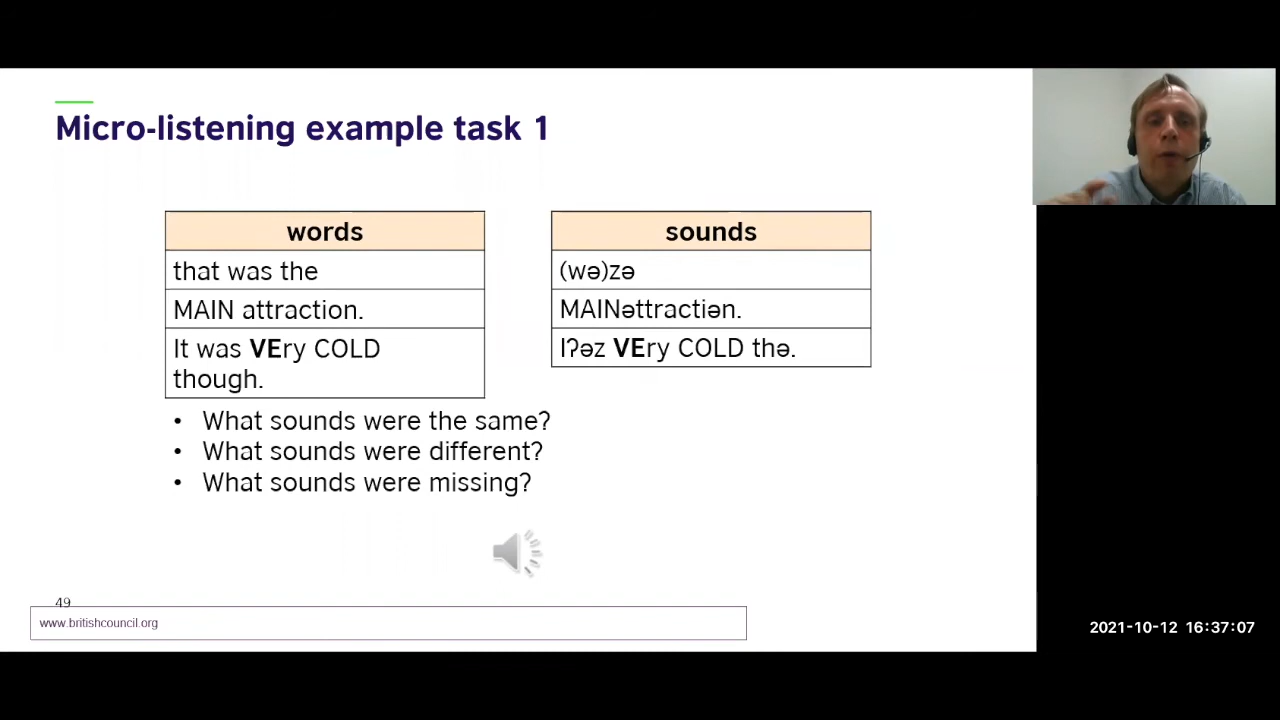 Micro-listening example task 1
words
that was the
MAIN attraction.
It was VEry COLD
though.
sounds
(wə)zə
MAINəttractiən.
Iʔəz VEry COLD thə.
• What sounds were the same?
• What sounds were different?
• What sounds were missing?
49
www.britishcouncil.org
2021-10-12 16:37:07